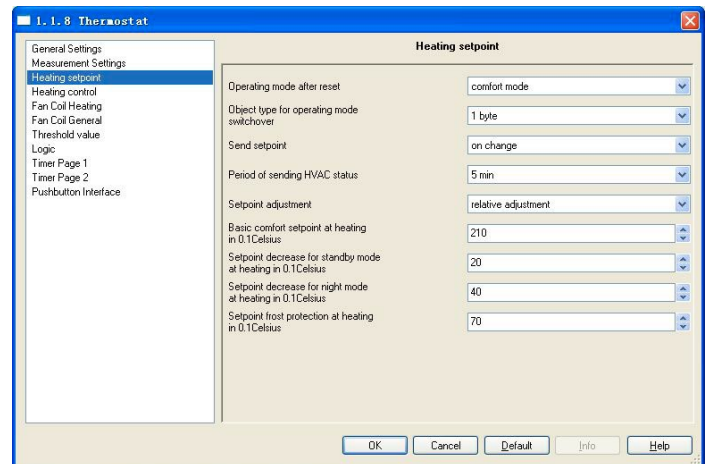 1.1.8 Thermostat
General Settings
Measurement Settings
Heating setpoint
Heating control
Fan Coil Heating
Fan Coil General
Threshold value
Logic
Timer Page 1
Timer Page 2
Pushbutton Interface
Heating setpoint
Operating mode after reset
comfort mode
Object type for operating mode
switchover
1 byte
Send setpoint
on change
Period of sending HVAC status
5 min
Setpoint adjustment
relative adjustment
Basic comfort setpoint at heating
in 0.1Celsius
210
Setpoint decrease for standby mode
at heating in 0.1Celsius
20
Setpoint decrease for night mode
at heating in 0.1Celsius
40
Setpoint frost protection at heating
in 0.1Celsius
70
OK
Cancel
Default
Info
Help